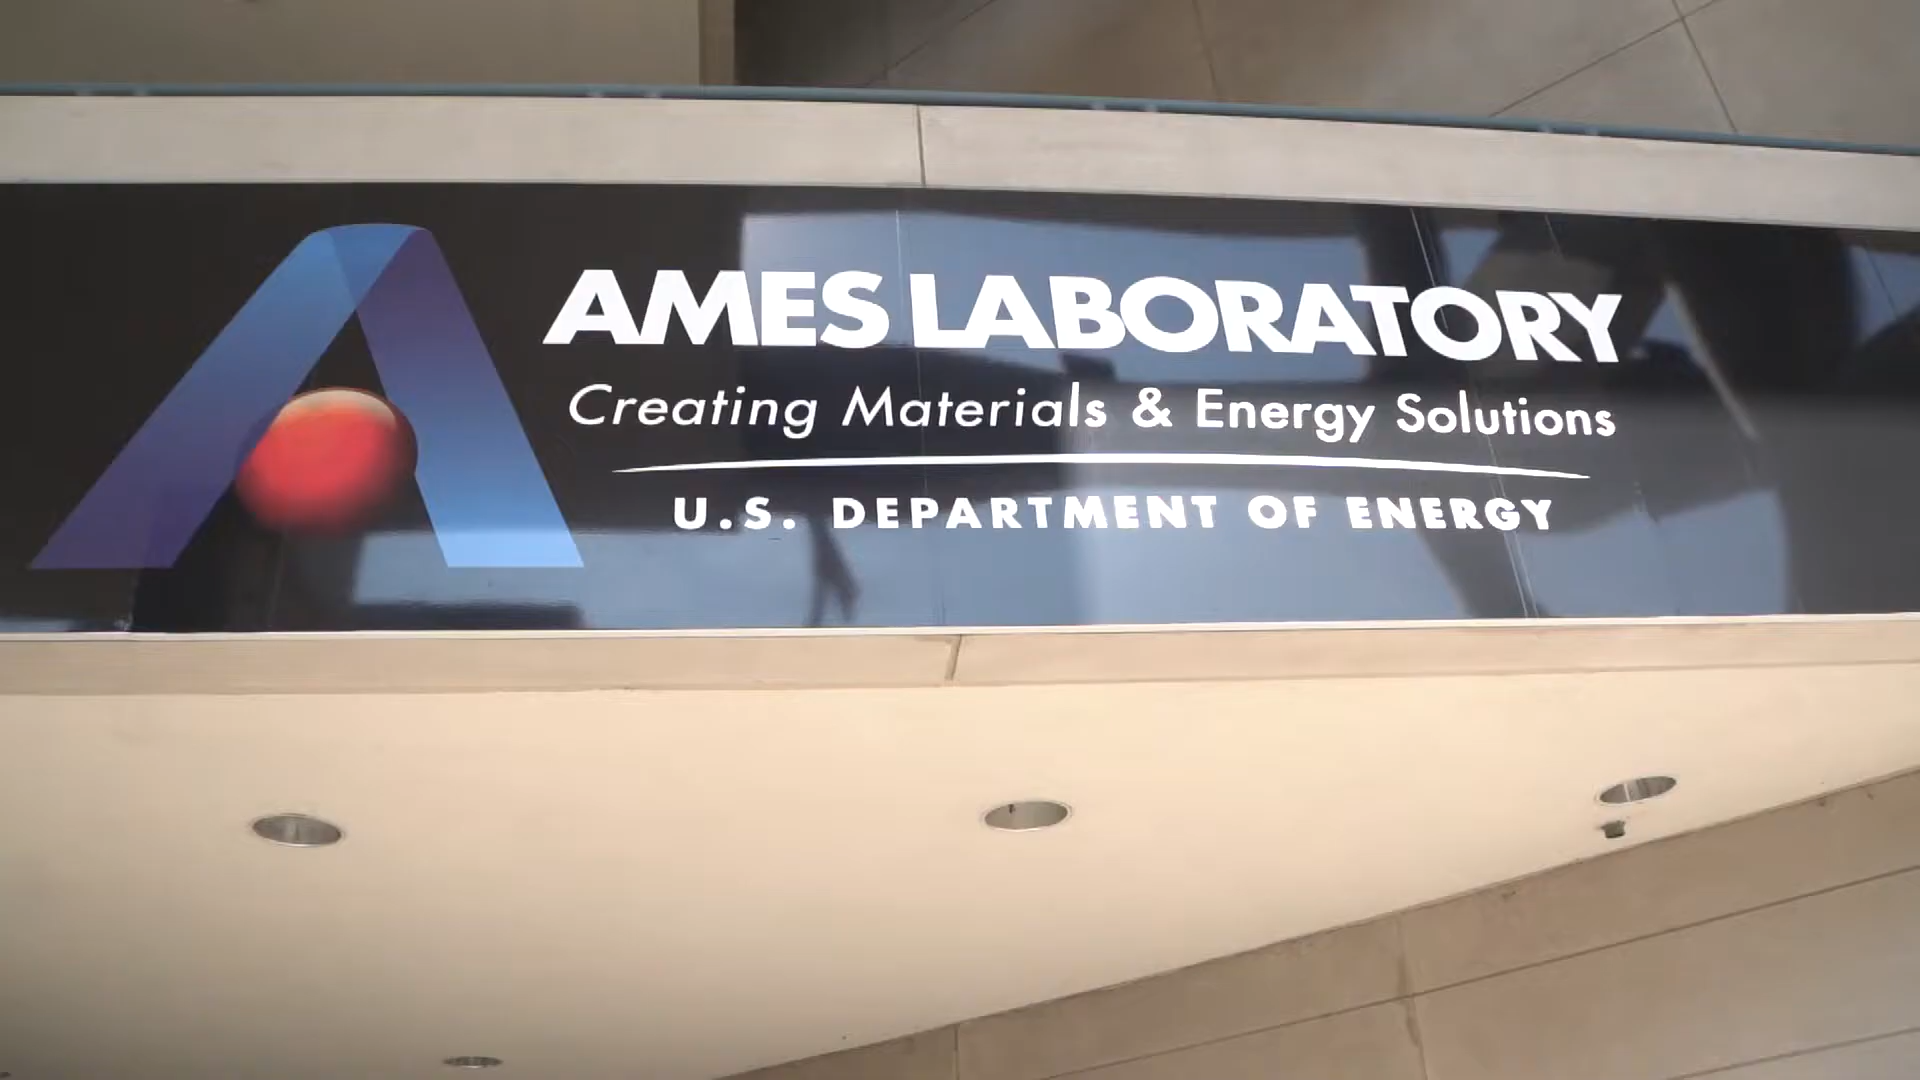 AMES LABORATORY
Creating Materials & Energy Solutions
U.S. DEPARTMENT OF ENERGY